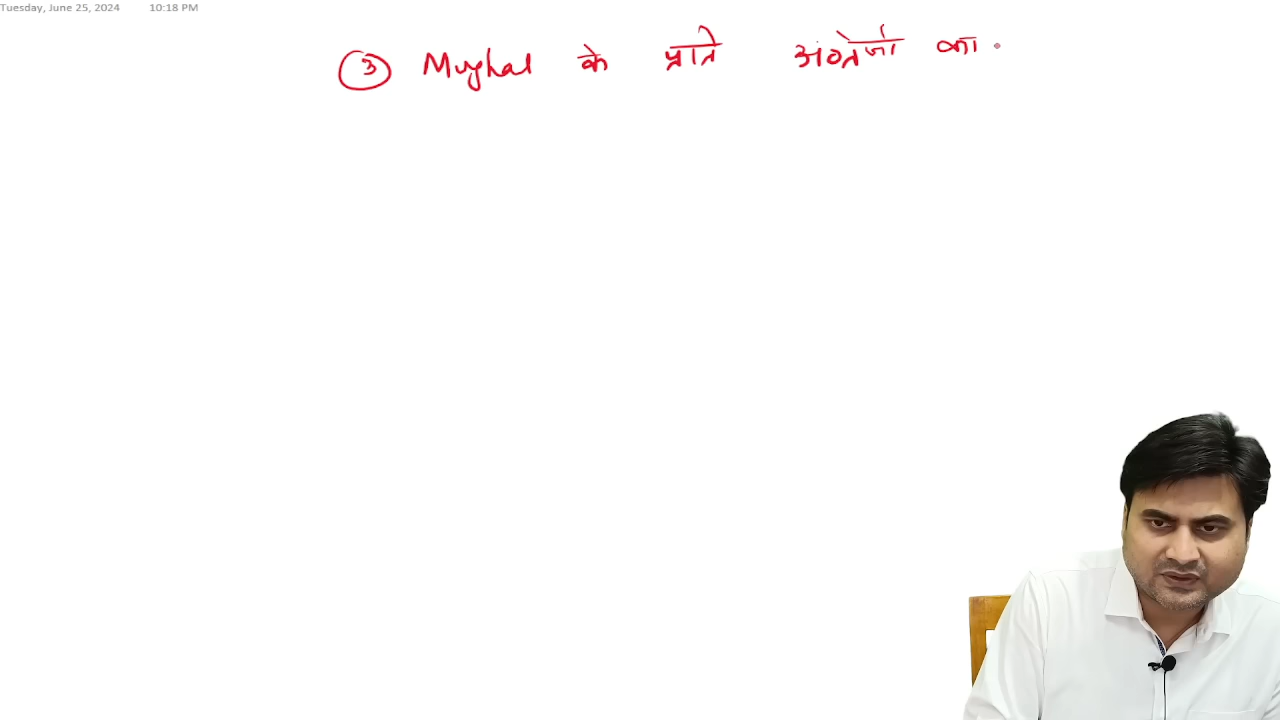 Tuesday, June 25, 2024 10:18 PM
③ Mughal के प्रति अंग्रेजों का